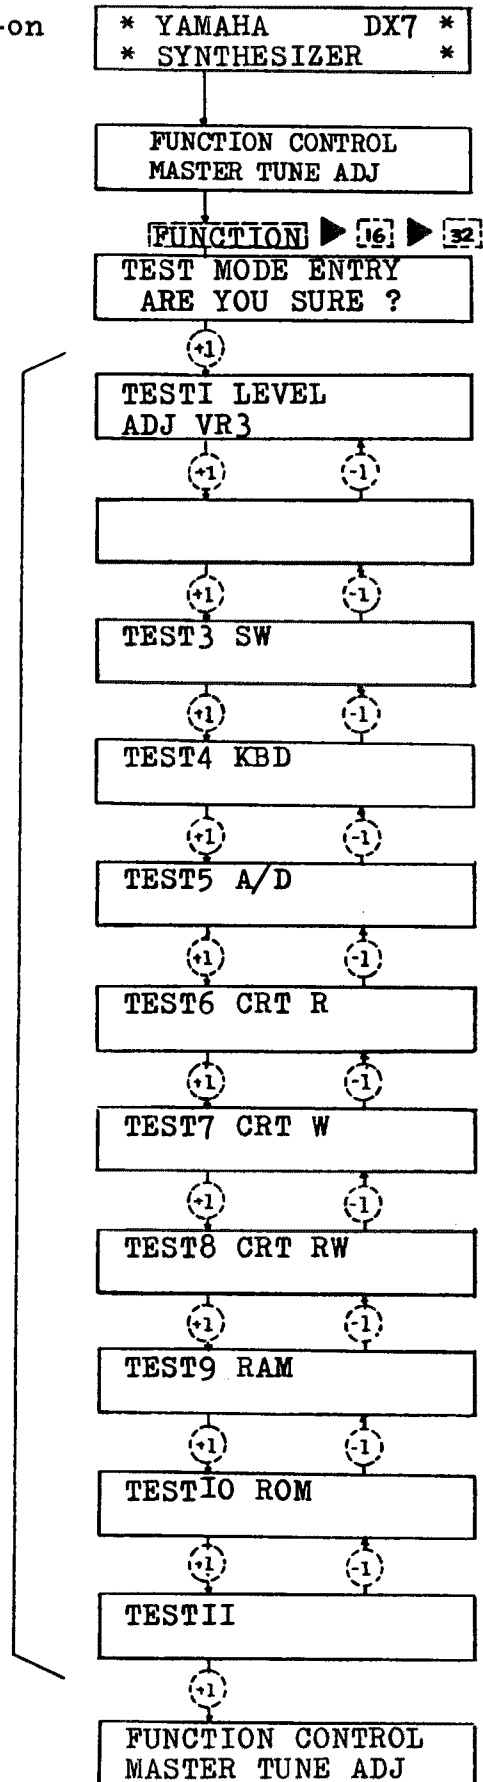 -on
* YAMAHA DX7 *
* SYNTHESIZER *
FUNCTION CONTROL
MASTER TUNE ADJ
FUNCTION ▶ 16 ▶ 32
TEST MODE ENTRY
ARE YOU SURE ?
+1
TESTI LEVEL
ADJ VR3
+1 -1
+1 -1
TEST3 SW
+1 -1
TEST4 KBD
+1 -1
TEST5 A/D
+1 -1
TEST6 CRT R
+1 -1
TEST7 CRT W
+1 -1
TEST8 CRT RW
+1 -1
TEST9 RAM
+1 -1
TESTIO ROM
+1 -1
TESTII
+1
FUNCTION CONTROL
MASTER TUNE ADJ